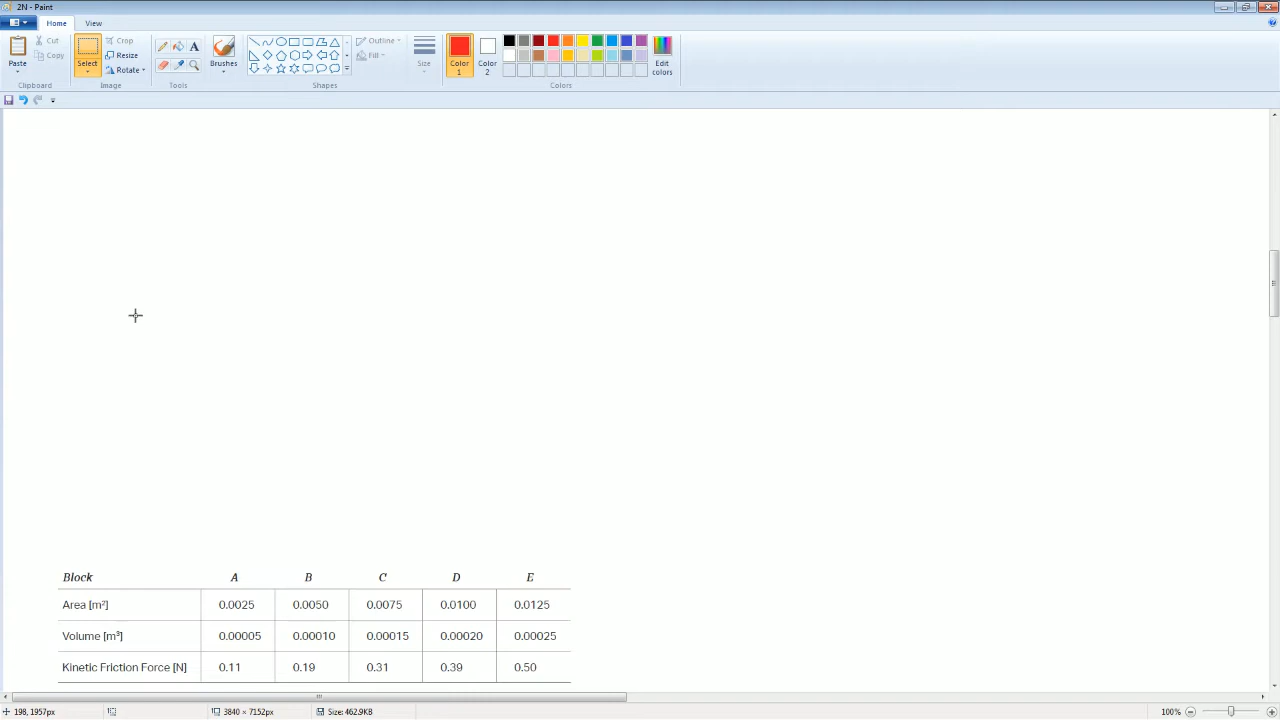 2N - Paint
Home View
Paste
Cut
Copy
Clipboard
Select
Crop
Resize
Rotate
Image
A
Tools
Brushes
Outline
Fill
Shapes
Size
Color 1
Color 2
Edit colors
Colors
Block A B C D E
Area [m²] 0.0025 0.0050 0.0075 0.0100 0.0125
Volume [m³] 0.00005 0.00010 0.00015 0.00020 0.00025
Kinetic Friction Force [N] 0.11 0.19 0.31 0.39 0.50
198, 1957px 3840 × 7152px Size: 462.9KB 100%